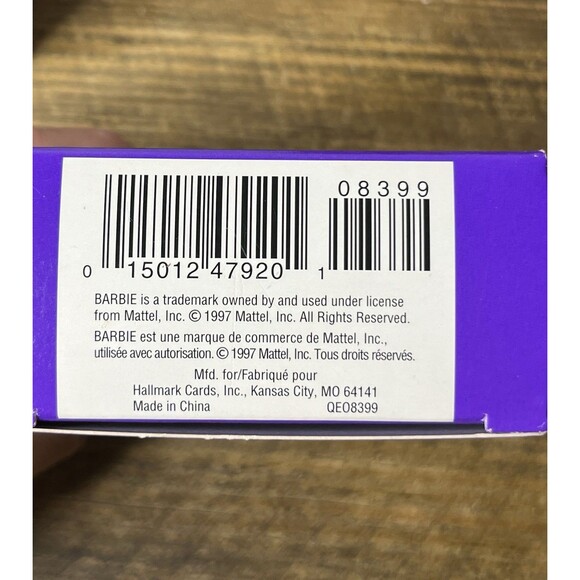 08399
0 15012 47920 1
BARBIE is a trademark owned by and used under license
from Mattel, Inc. © 1997 Mattel, Inc. All Rights Reserved.
BARBIE est une marque de commerce de Mattel, Inc.,
utilisée avec autorisation. © 1997 Mattel, Inc. Tous droits réservés.
Mfd. for/Fabriqué pour
Hallmark Cards, Inc., Kansas City, MO 64141
Made in China QEO8399